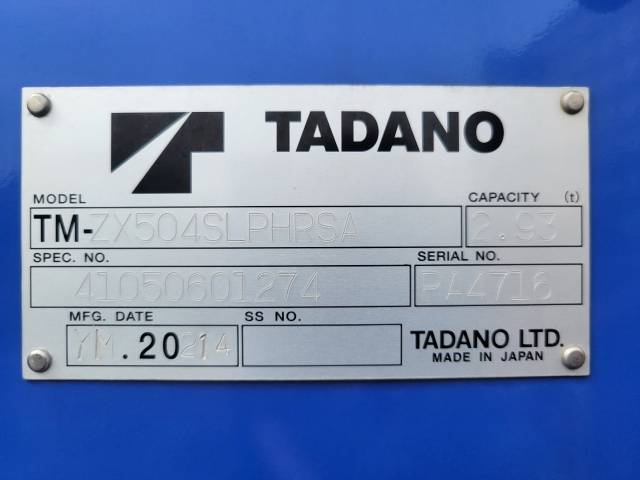 TADANO
MODEL
CAPACITY (t)
TM-ZX504SLPHRSA
2.93
SPEC. NO.
SERIAL NO.
41050601274
PA4716
MFG. DATE
SS NO.
YM.20214
TADANO LTD.
MADE IN JAPAN